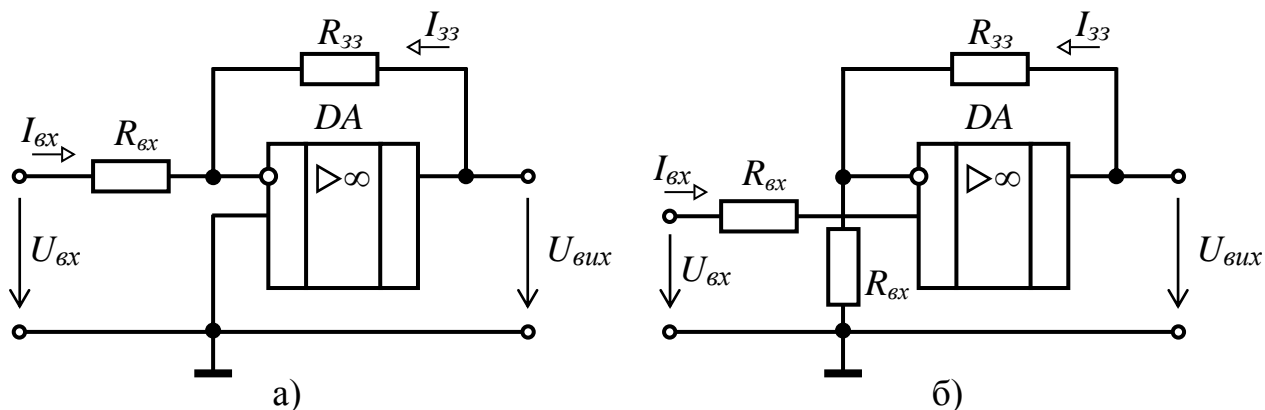 Rзз Iзз
Iвх Rвх DA
▷∞
Uвх Uвих
а)
Rзз Iзз
Iвх Rвх DA
▷∞
Uвх Rвх Uвих
б)